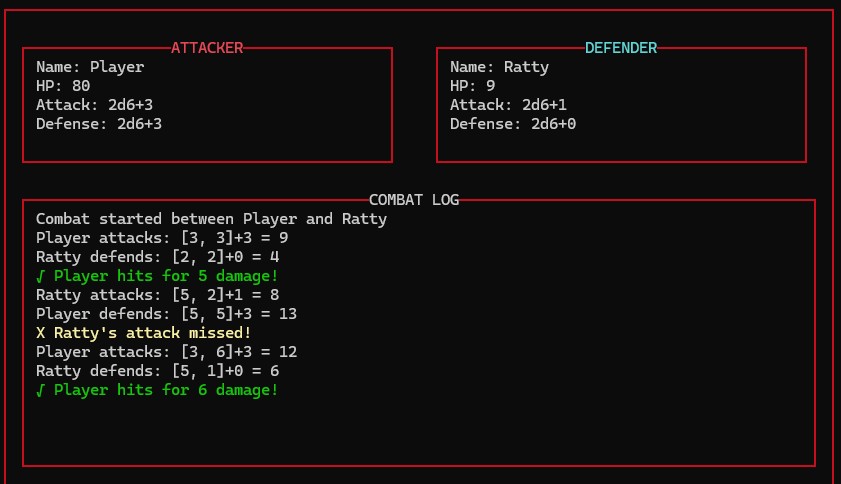 ATTACKER
Name: Player
HP: 80
Attack: 2d6+3
Defense: 2d6+3
DEFENDER
Name: Ratty
HP: 9
Attack: 2d6+1
Defense: 2d6+0
COMBAT LOG
Combat started between Player and Ratty
Player attacks: [3, 3]+3 = 9
Ratty defends: [2, 2]+0 = 4
√ Player hits for 5 damage!
Ratty attacks: [5, 2]+1 = 8
Player defends: [5, 5]+3 = 13
X Ratty's attack missed!
Player attacks: [3, 6]+3 = 12
Ratty defends: [5, 1]+0 = 6
√ Player hits for 6 damage!